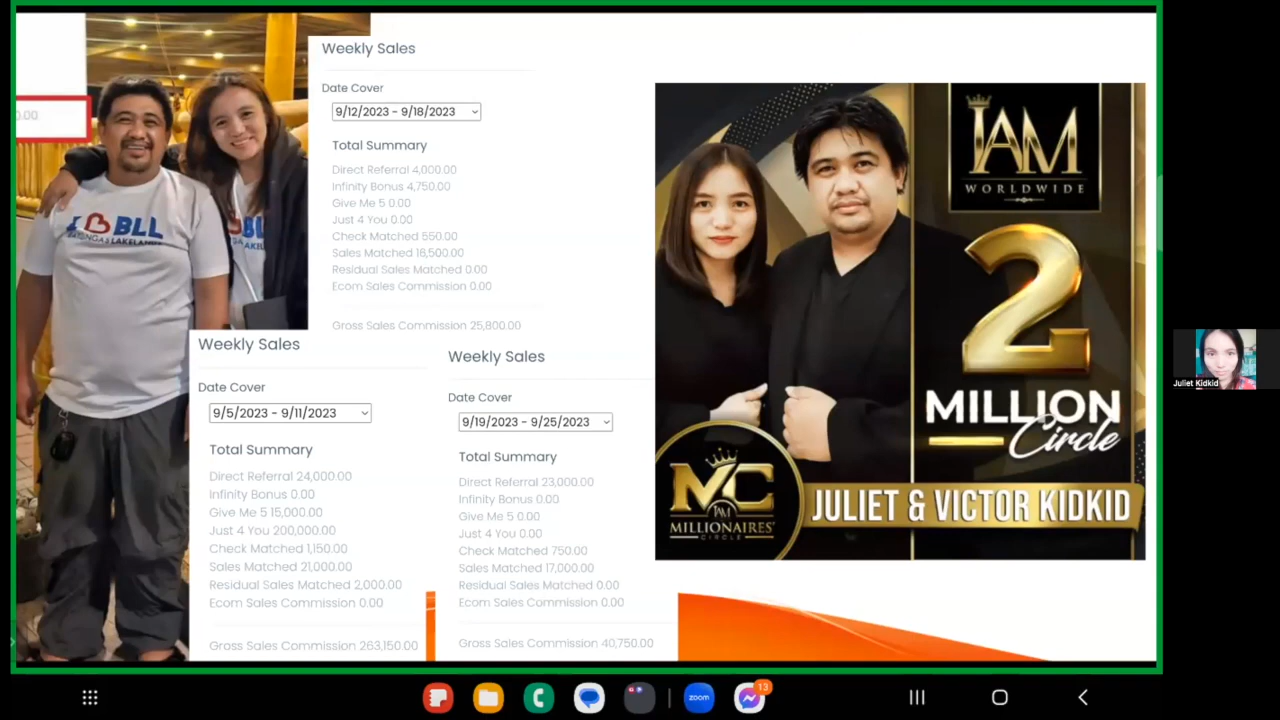 0.00
I BLL
BATANGAS LAKELANDS
BLL
Weekly Sales
Date Cover
9/12/2023 - 9/18/2023
Total Summary
Direct Referral 4,000.00
Infinity Bonus 4,750.00
Give Me 5 0.00
Just 4 You 0.00
Check Matched 550.00
Sales Matched 16,500.00
Residual Sales Matched 0.00
Ecom Sales Commission 0.00
Gross Sales Commission 25,800.00
Weekly Sales
Date Cover
9/5/2023 - 9/11/2023
Total Summary
Direct Referral 24,000.00
Infinity Bonus 0.00
Give Me 5 15,000.00
Just 4 You 200,000.00
Check Matched 1,150.00
Sales Matched 21,000.00
Residual Sales Matched 2,000.00
Ecom Sales Commission 0.00
Gross Sales Commission 263,150.00
Weekly Sales
Date Cover
9/19/2023 - 9/25/2023
Total Summary
Direct Referral 23,000.00
Infinity Bonus 0.00
Give Me 5 0.00
Just 4 You 0.00
Check Matched 750.00
Sales Matched 17,000.00
Residual Sales Matched 0.00
Ecom Sales Commission 0.00
Gross Sales Commission 40,750.00
IAM
WORLDWIDE
2
MILLION
Circle
MC
IAM
MILLIONAIRES'
CIRCLE
JULIET & VICTOR KIDKID
Juliet Kidkid
zoom
13